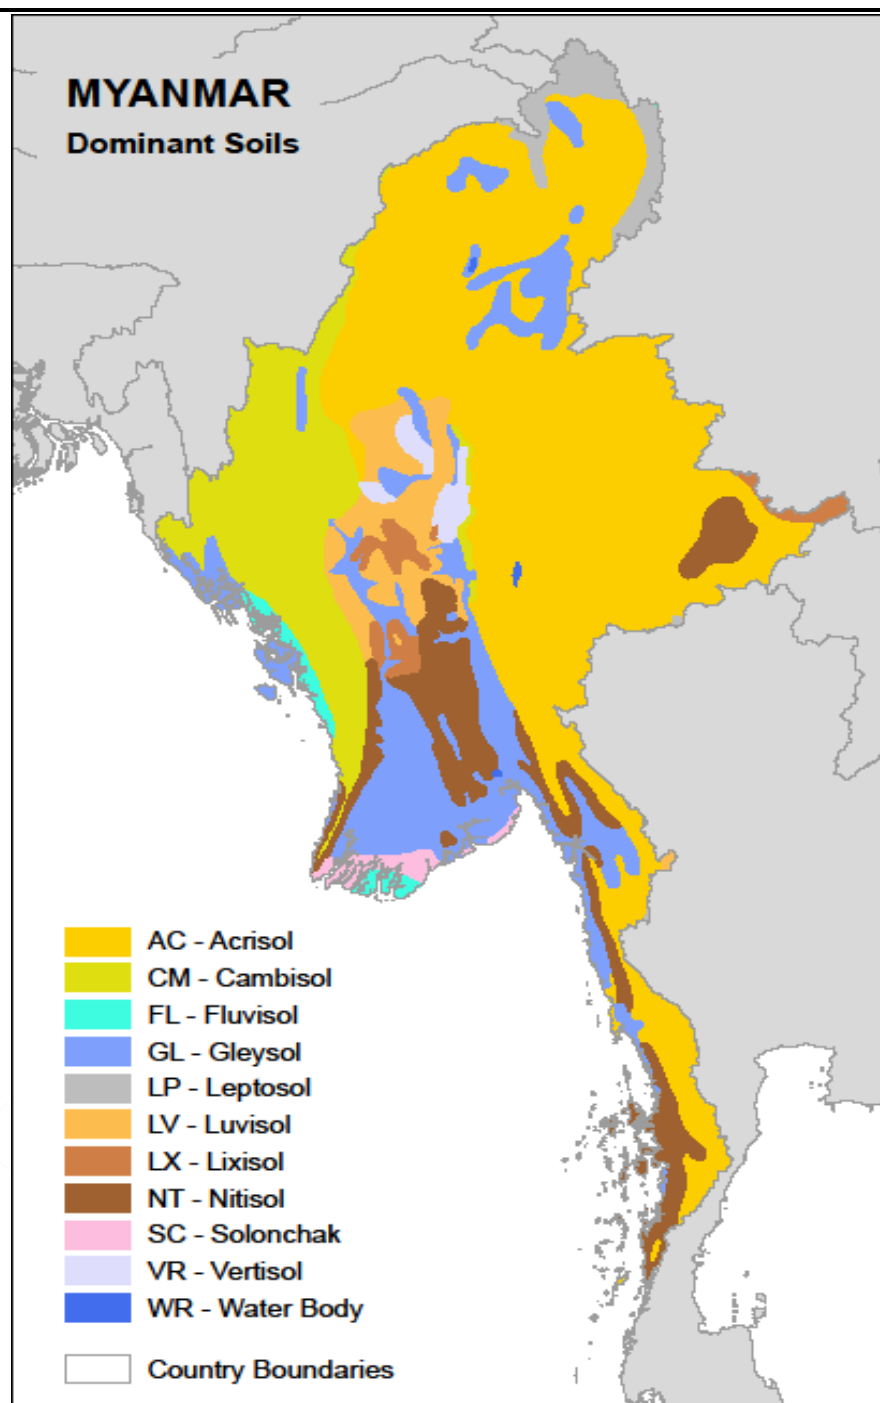 MYANMAR
Dominant Soils
AC - Acrisol
CM - Cambisol
FL - Fluvisol
GL - Gleysol
LP - Leptosol
LV - Luvisol
LX - Lixisol
NT - Nitisol
SC - Solonchak
VR - Vertisol
WR - Water Body
Country Boundaries